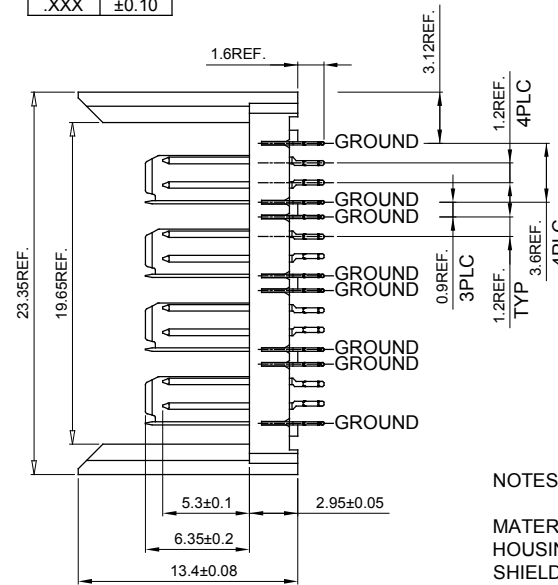 .XXX ±0.10
1.6REF.
3.12REF.
1.2REF.
4PLC
GROUND
GROUND
GROUND
GROUND
GROUND
GROUND
GROUND
GROUND
23.35REF.
19.65REF.
0.9REF.
3PLC
1.2REF.
TYP
3.6REF.
4PLC
5.3±0.1
2.95±0.05
6.35±0.2
13.4±0.08
NOTES
MATER
HOUSIN
SHIELD